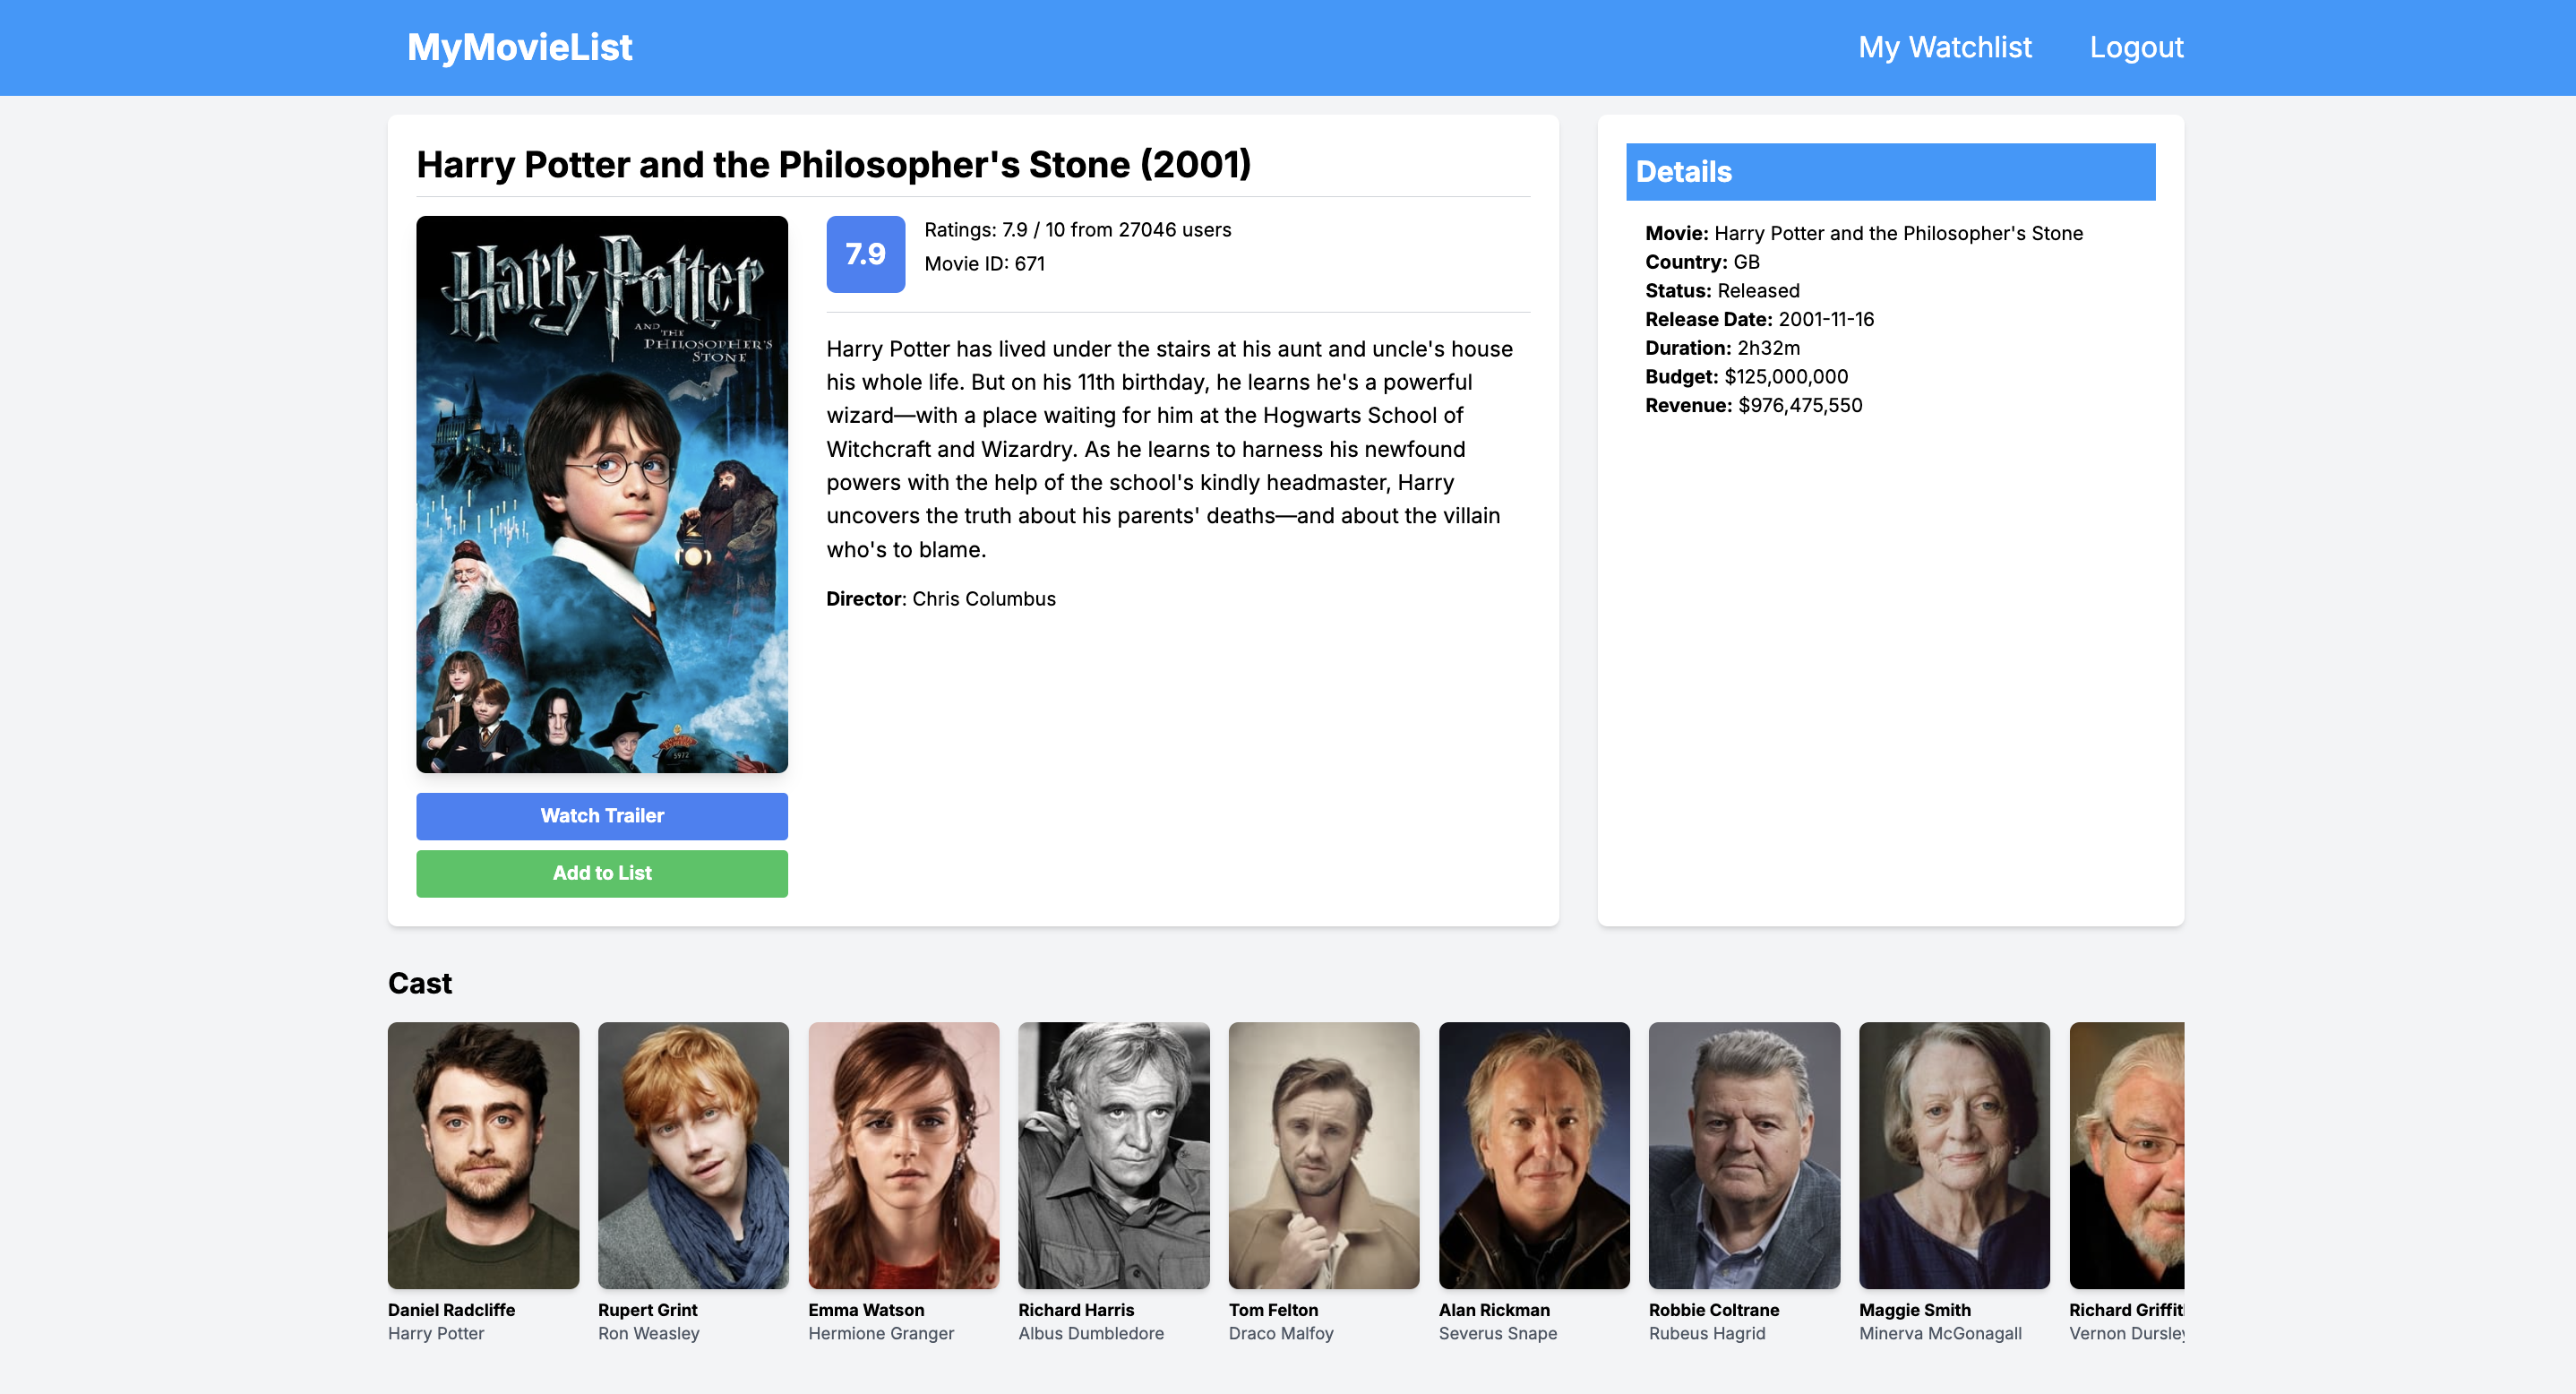 MyMovieList
My Watchlist
Logout
Harry Potter and the Philosopher's Stone (2001)
Harry Potter
AND THE
PHILOSOPHER'S
STONE
5972
Watch Trailer
Add to List
7.9
Ratings: 7.9 / 10 from 27046 users
Movie ID: 671
Harry Potter has lived under the stairs at his aunt and uncle's house
his whole life. But on his 11th birthday, he learns he's a powerful
wizard—with a place waiting for him at the Hogwarts School of
Witchcraft and Wizardry. As he learns to harness his newfound
powers with the help of the school's kindly headmaster, Harry
uncovers the truth about his parents' deaths—and about the villain
who's to blame.
Director: Chris Columbus
Details
Movie: Harry Potter and the Philosopher's Stone
Country: GB
Status: Released
Release Date: 2001-11-16
Duration: 2h32m
Budget: $125,000,000
Revenue: $976,475,550
Cast
Daniel Radcliffe
Harry Potter
Rupert Grint
Ron Weasley
Emma Watson
Hermione Granger
Richard Harris
Albus Dumbledore
Tom Felton
Draco Malfoy
Alan Rickman
Severus Snape
Robbie Coltrane
Rubeus Hagrid
Maggie Smith
Minerva McGonagall
Richard
Vernon